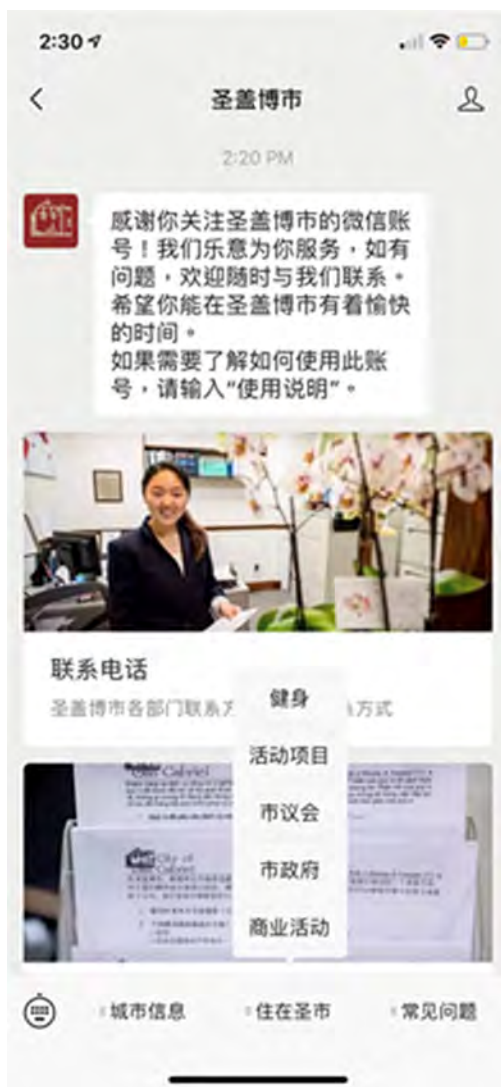 2:30
圣盖博市
2:20 PM
感谢你关注圣盖博市的微信账
号！我们乐意为你服务，如有
问题，欢迎随时与我们联系。
希望你能在圣盖博市有着愉快
的时间。
如果需要了解如何使用此账
号，请输入“使用说明”。
联系电话
圣盖博市各部门联系方
方式
健身
活动项目
市议会
市政府
商业活动
City of
城市信息
住在圣市
常见问题